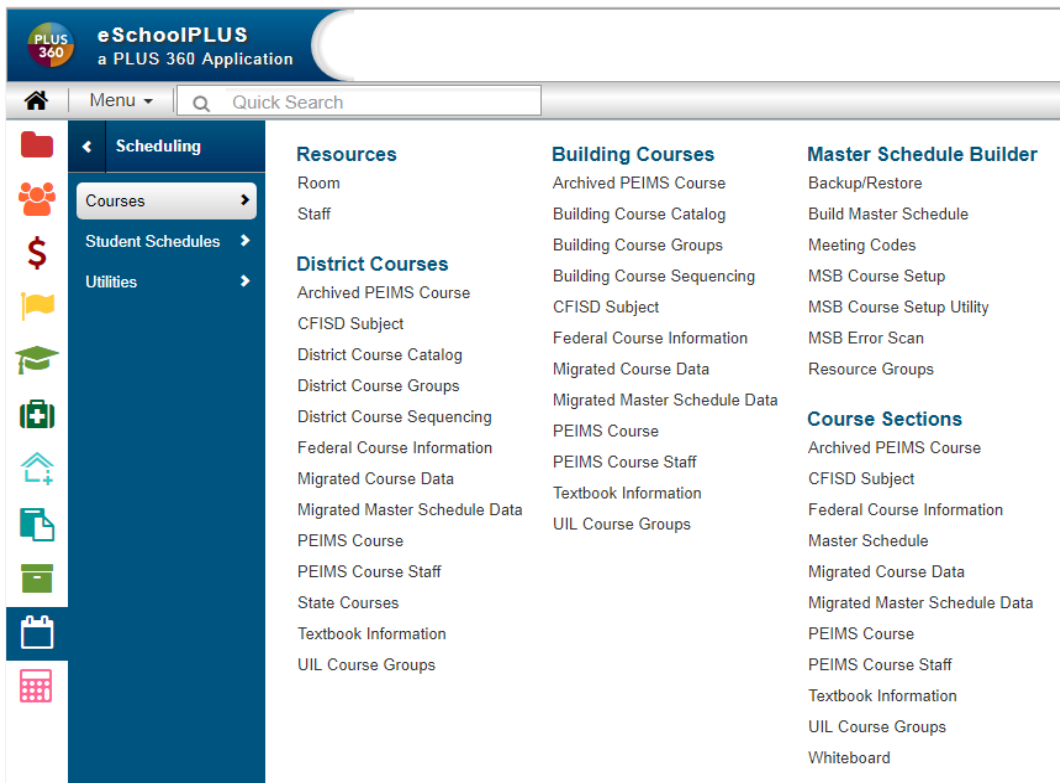 PLUS
360
eSchoolPLUS
a PLUS 360 Application
Menu
Quick Search
Scheduling
Courses
Student Schedules
Utilities
Resources
Room
Staff
District Courses
Archived PEIMS Course
CFISD Subject
District Course Catalog
District Course Groups
District Course Sequencing
Federal Course Information
Migrated Course Data
Migrated Master Schedule Data
PEIMS Course
PEIMS Course Staff
State Courses
Textbook Information
UIL Course Groups
Building Courses
Archived PEIMS Course
Building Course Catalog
Building Course Groups
Building Course Sequencing
CFISD Subject
Federal Course Information
Migrated Course Data
Migrated Master Schedule Data
PEIMS Course
PEIMS Course Staff
Textbook Information
UIL Course Groups
Master Schedule Builder
Backup/Restore
Build Master Schedule
Meeting Codes
MSB Course Setup
MSB Course Setup Utility
MSB Error Scan
Resource Groups
Course Sections
Archived PEIMS Course
CFISD Subject
Federal Course Information
Master Schedule
Migrated Course Data
Migrated Master Schedule Data
PEIMS Course
PEIMS Course Staff
Textbook Information
UIL Course Groups
Whiteboard